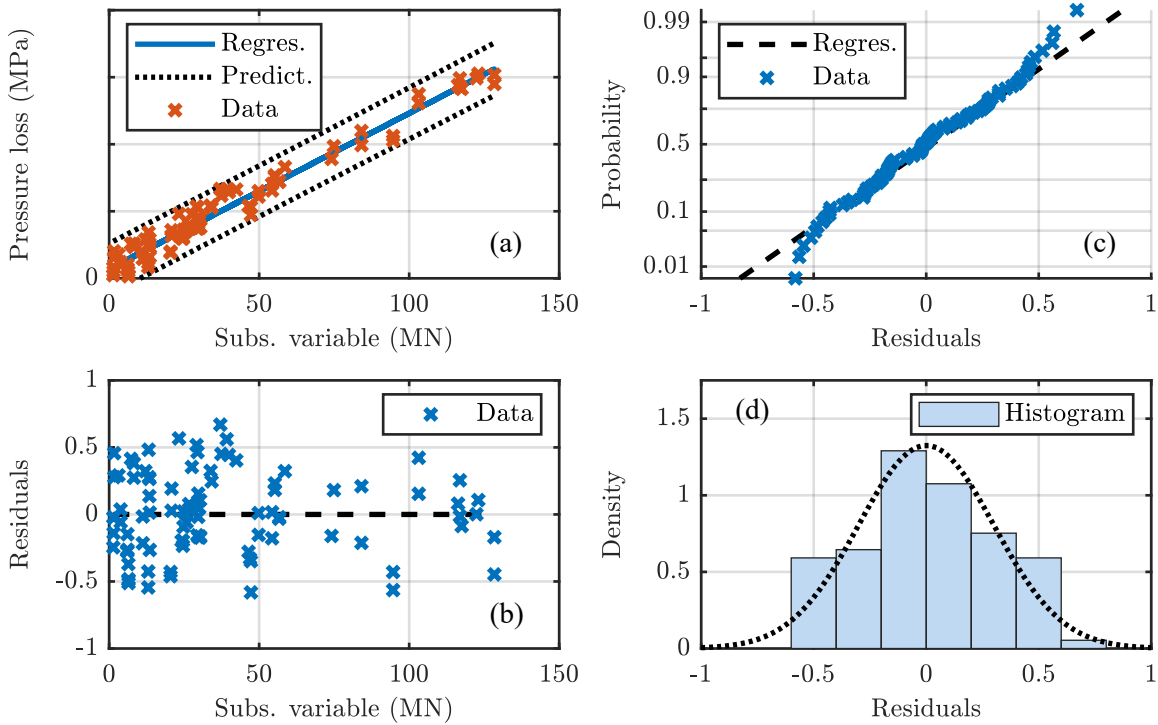 Pressure loss (MPa)
0
Regres.
Predict.
Data
(a)
0 50 100 150
Subs. variable (MN)
Probability
0.99
0.9
0.5
0.1
0.01
Regres.
Data
(c)
-1 -0.5 0 0.5 1
Residuals
Residuals
1
0.5
0
-0.5
-1
Data
(b)
0 50 100 150
Subs. variable (MN)
Density
1.5
1
0.5
0
(d)
Histogram
-1 -0.5 0 0.5 1
Residuals